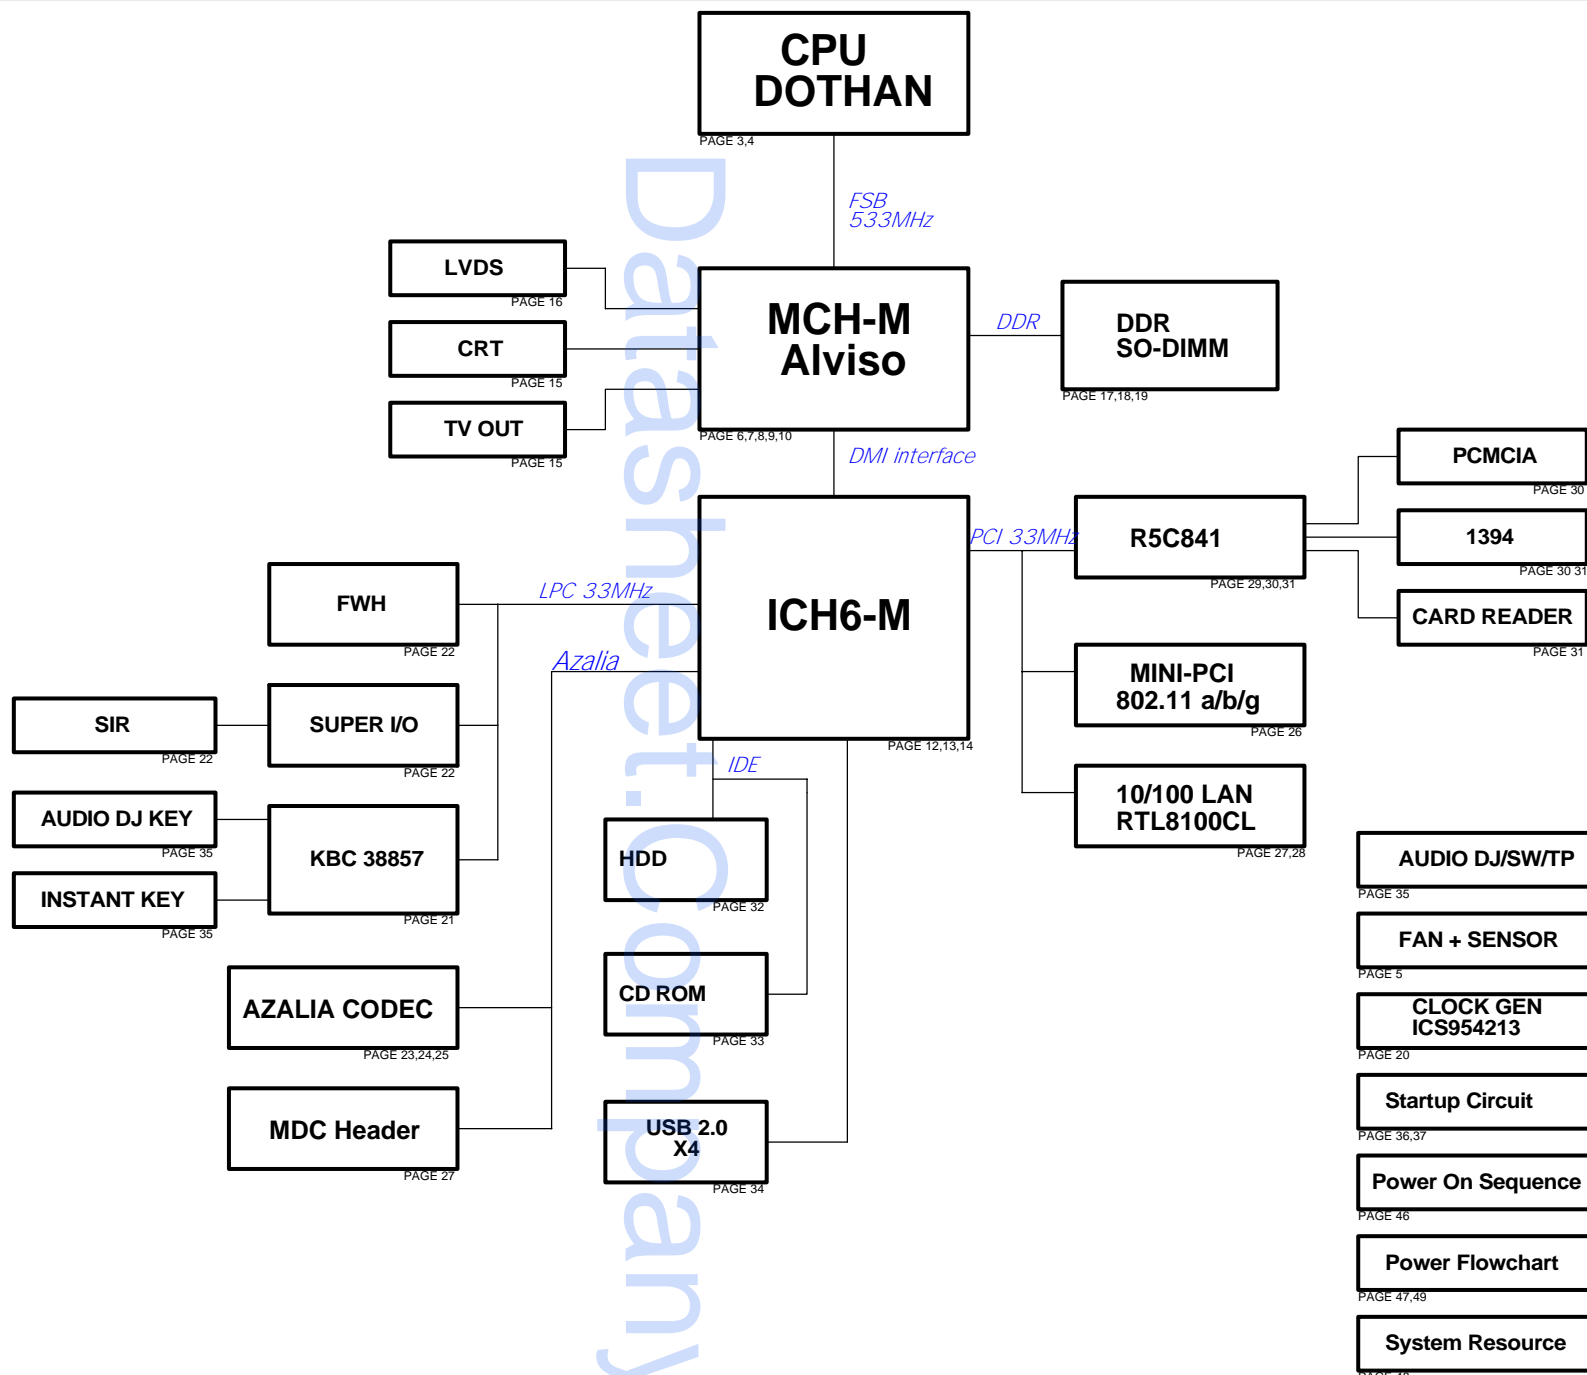 CPU
DOTHAN
PAGE 3,4
FSB
533MHz
LVDS
PAGE 16
CRT
PAGE 15
TV OUT
PAGE 15
MCH-M
Alviso
PAGE 6,7,8,9,10
DDR
DDR
SO-DIMM
PAGE 17,18,19
DMI interface
ICH6-M
PAGE 12,13,14
PCI 33MHz
R5C841
PAGE 29,30,31
PCMCIA
PAGE 30
1394
PAGE 30 31
CARD READER
PAGE 31
MINI-PCI
802.11 a/b/g
PAGE 26
10/100 LAN
RTL8100CL
PAGE 27,28
LPC 33MHz
FWH
PAGE 22
Azalia
SIR
PAGE 22
SUPER I/O
PAGE 22
AUDIO DJ KEY
PAGE 35
INSTANT KEY
PAGE 35
KBC 38857
PAGE 21
AZALIA CODEC
PAGE 23,24,25
MDC Header
PAGE 27
IDE
HDD
PAGE 32
CD ROM
PAGE 33
USB 2.0
X4
PAGE 34
AUDIO DJ/SW/TP
PAGE 35
FAN + SENSOR
PAGE 5
CLOCK GEN
ICS954213
PAGE 20
Startup Circuit
PAGE 36,37
Power On Sequence
PAGE 46
Power Flowchart
PAGE 47,49
System Resource
Datasheet.Company